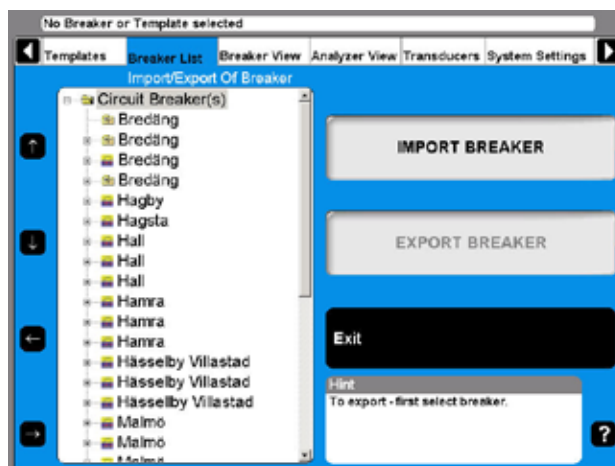 No Breaker or Template selected
Templates Breaker List Breaker View Analyzer View Transducers System Settings
Import/Export Of Breaker
Circuit Breaker(s)
Bredäng
Bredäng
Bredäng
Bredäng
Hagby
Hagsta
Hall
Hall
Hall
Hamra
Hamra
Hamra
Hässelby Villastad
Hässelby Villastad
Hässelby Villastad
Malmö
Malmö
Malmö
IMPORT BREAKER
EXPORT BREAKER
Exit
Hint
To export - first select breaker.
?